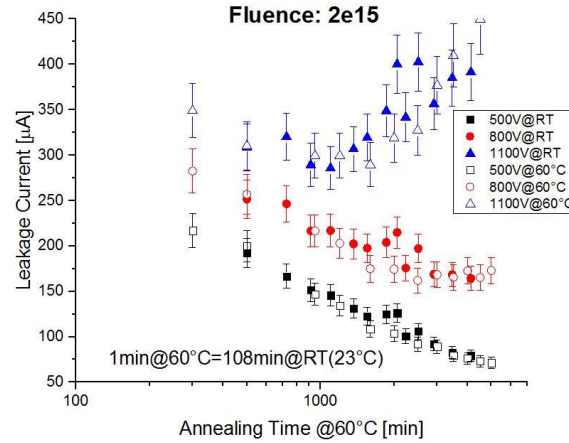 Fluence: 2e15
Leakage Current [μA]
450
400
350
300
250
200
150
100
50
500V@RT
800V@RT
1100V@RT
500V@60°C
800V@60°C
1100V@60°C
1min@60°C=108min@RT(23°C)
100
1000
Annealing Time @60°C [min]